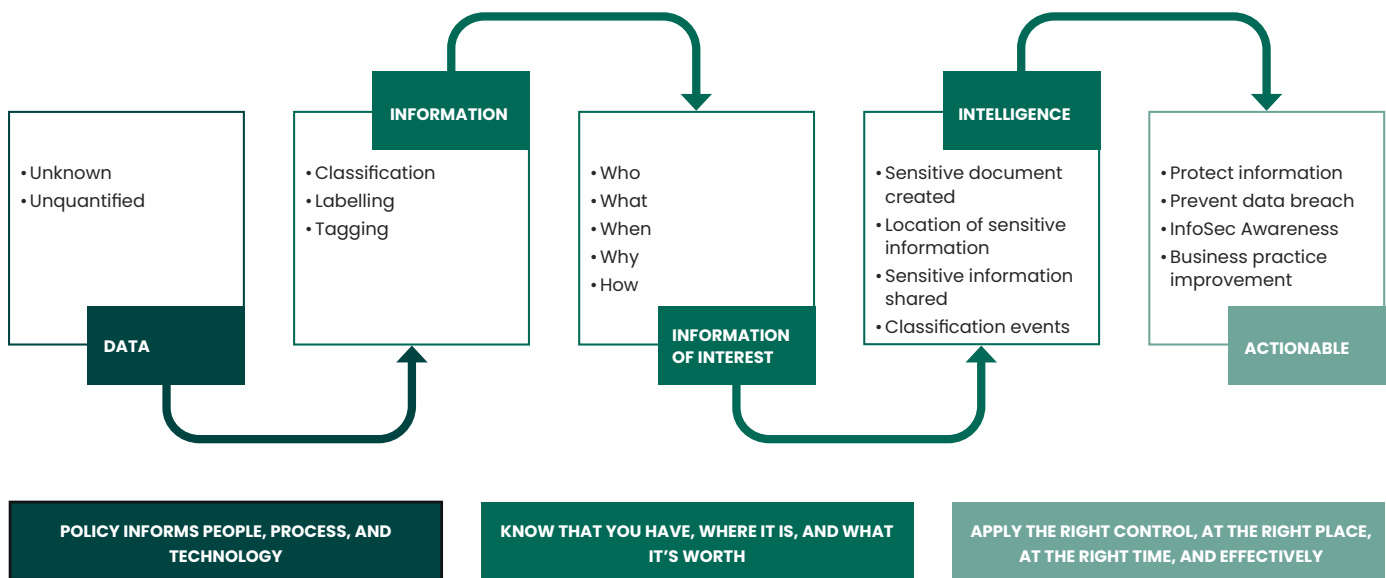 DATA
• Unknown
• Unquantified
INFORMATION
• Classification
• Labelling
• Tagging
INFORMATION
OF INTEREST
• Who
• What
• When
• Why
• How
INTELLIGENCE
• Sensitive document
created
• Location of sensitive
information
• Sensitive information
shared
• Classification events
ACTIONABLE
• Protect information
• Prevent data breach
• InfoSec Awareness
• Business practice
improvement
POLICY INFORMS PEOPLE, PROCESS, AND
TECHNOLOGY
KNOW THAT YOU HAVE, WHERE IT IS, AND WHAT
IT’S WORTH
APPLY THE RIGHT CONTROL, AT THE RIGHT PLACE,
AT THE RIGHT TIME, AND EFFECTIVELY